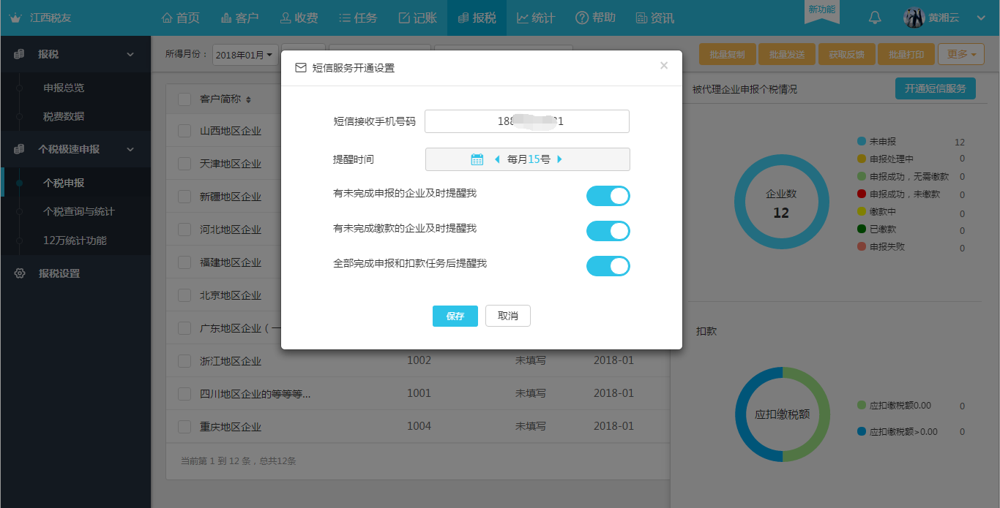 江西税友
首页 客户 收费 任务 记账 报税 统计 帮助 资讯
新功能
黄湘云
报税
申报总览
税费数据
个税极速申报
个税申报
个税查询与统计
12万统计功能
报税设置
所得月份： 2018年01月
批量复制 批量发送 获取反馈 批量打印 更多
客户简称
山西地区企业
天津地区企业
新疆地区企业
河北地区企业
福建地区企业
北京地区企业
广东地区企业（一
浙江地区企业 1002 未填写 2018-01
四川地区企业的等等等... 1001 未填写 2018-01
重庆地区企业 1004 未填写 2018-01
当前第 1 到 12 条，总共12条
短信服务开通设置
×
短信接收手机号码 188 1
提醒时间 每月15号
有未完成申报的企业及时提醒我
有未完成缴款的企业及时提醒我
全部完成申报和扣款任务后提醒我
保存 取消
被代理企业申报个税情况 开通短信服务
企业数
12
未申报 12
申报处理中 0
申报成功，无需缴款 0
申报成功，未缴款 0
缴款中 0
已缴款 0
申报失败 0
扣款
应扣缴税额
应扣缴税额0.00 0
应扣缴税额>0.00 0